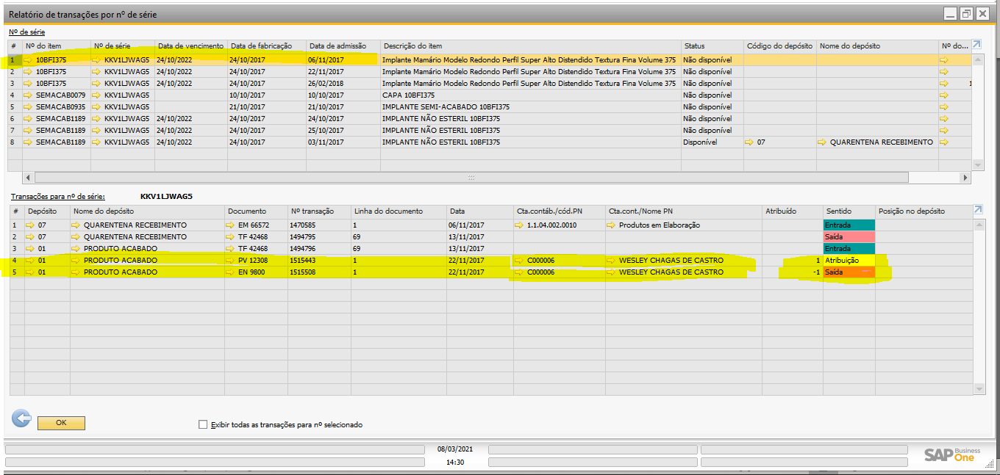 Relatório de transações por nº de série
Nº de série
# Nº do item Nº de série Data de vencimento Data de fabricação Data de admissão Descrição do item Status Código do depósito Nome do depósito Nº do...
1 10BFI375 KKV1LJWAG5 24/10/2022 24/10/2017 06/11/2017 Implante Mamário Modelo Redondo Perfil Super Alto Distendido Textura Fina Volume 375 Não disponível
2 10BFI375 KKV1LJWAG5 24/10/2022 24/10/2017 22/11/2017 Implante Mamário Modelo Redondo Perfil Super Alto Distendido Textura Fina Volume 375 Não disponível
3 10BFI375 KKV1LJWAG5 24/10/2022 24/10/2017 26/02/2018 Implante Mamário Modelo Redondo Perfil Super Alto Distendido Textura Fina Volume 375 Não disponível 1
4 SEMACAB0079 KKV1LJWAG5 10/10/2017 10/10/2017 CAPA 10BFI375 Não disponível
5 SEMACAB0935 KKV1LJWAG5 21/10/2017 21/10/2017 IMPLANTE SEMI-ACABADO 10BFI375 Não disponível
6 SEMACAB1189 KKV1LJWAG5 24/10/2022 24/10/2017 24/10/2017 IMPLANTE NÃO ESTERIL 10BFI375 Não disponível
7 SEMACAB1189 KKV1LJWAG5 24/10/2022 24/10/2017 25/10/2017 IMPLANTE NÃO ESTERIL 10BFI375 Não disponível
8 SEMACAB1189 KKV1LJWAG5 24/10/2022 24/10/2017 03/11/2017 IMPLANTE NÃO ESTERIL 10BFI375 Disponível 07 QUARENTENA RECEBIMENTO
Transações para nº de série: KKV1LJWAG5
# Depósito Nome do depósito Documento Nº transação Linha do documento Data Cta.contáb./cód.PN Cta.cont./Nome PN Atribuído Sentido Posição no depósito
1 07 QUARENTENA RECEBIMENTO EM 66572 1470585 1 06/11/2017 1.1.04.002.0010 Produtos em Elaboração Entrada
2 07 QUARENTENA RECEBIMENTO TF 42468 1494795 69 13/11/2017 Saída
3 01 PRODUTO ACABADO TF 42468 1494796 69 13/11/2017 Entrada
4 01 PRODUTO ACABADO PV 12308 1515443 1 22/11/2017 C000006 WESLEY CHAGAS DE CASTRO 1 Atribuição
5 01 PRODUTO ACABADO EN 9800 1515508 1 22/11/2017 C000006 WESLEY CHAGAS DE CASTRO -1 Saída
OK
Exibir todas as transações para nº selecionado
08/03/2021
14:30
SAP Business One